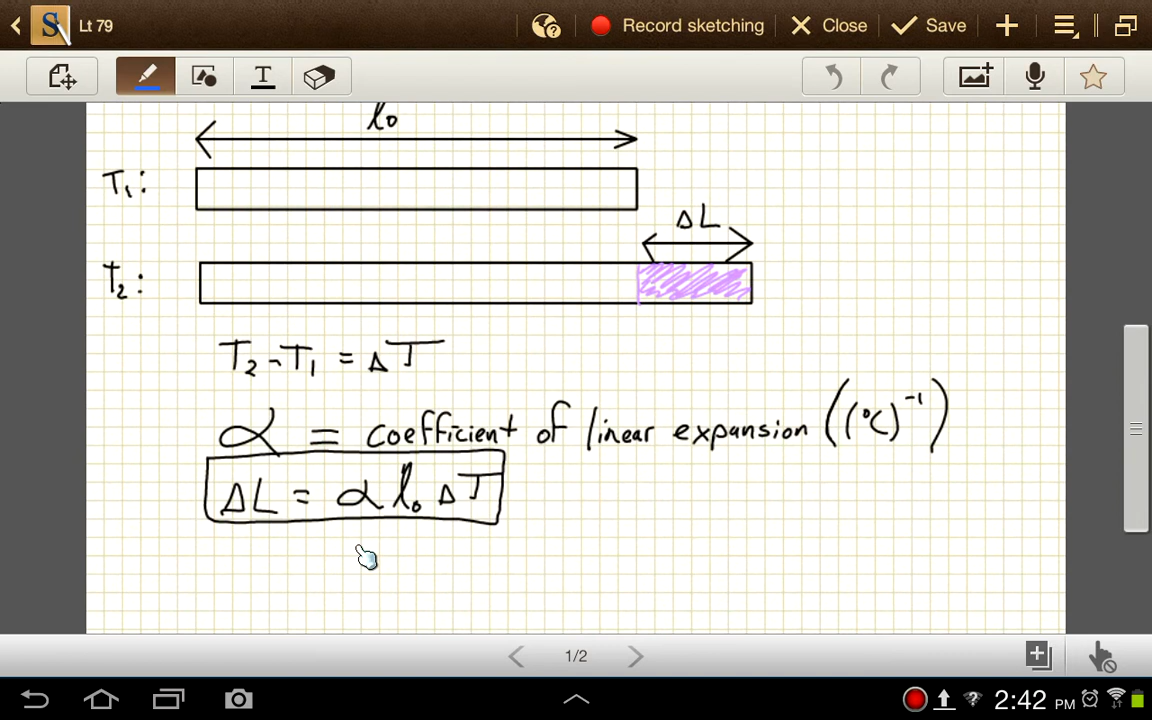 Lt 79
Record sketching
Close
Save
l₀
T₁:
ΔL
T₂:
T₂-T₁ = ΔT
α = coefficient of linear expansion ((°C)⁻¹)
ΔL = α l₀ ΔT
1/2
2:42 PM